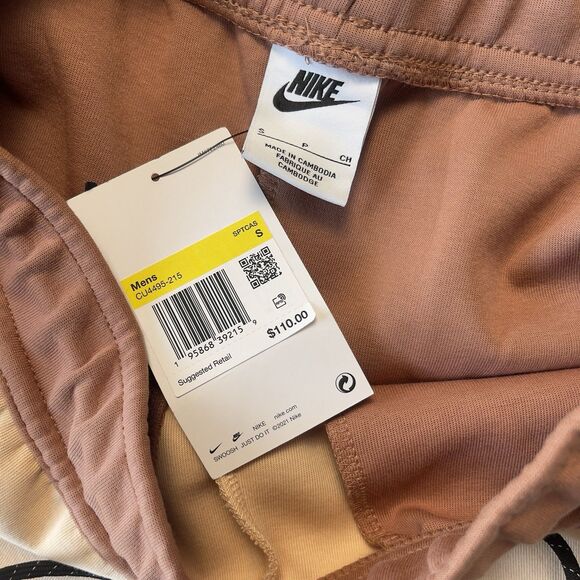 NIKE
S P CH
MADE IN CAMBODIA
FABRIQUE AU
CAMBODGE
SPTCAS
Mens S
CU4495-215
1 95868 39215 9
$110.00
Suggested Retail
NIKE nike.com
SWOOSH JUST DO IT ©2021 Nike